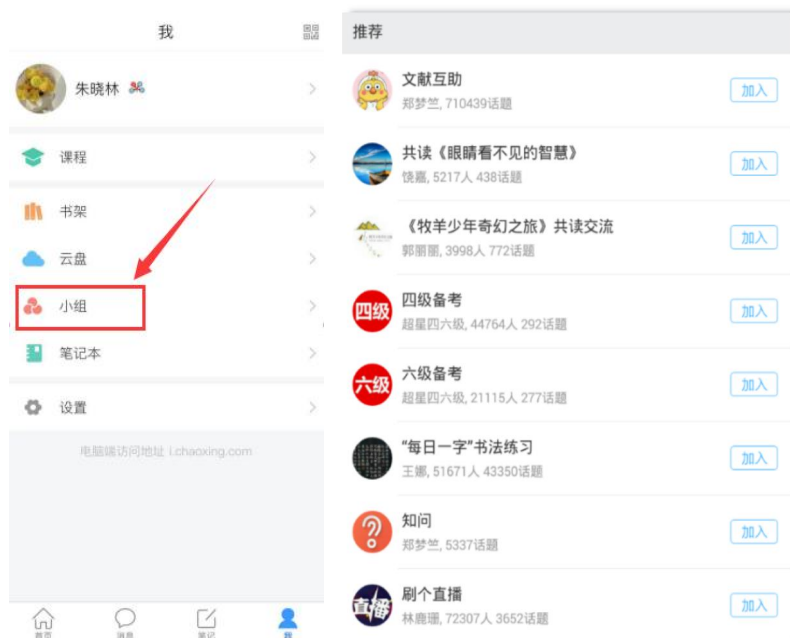 我
朱晓林
课程
书架
云盘
小组
笔记本
设置
电脑端访问地址 i.chaoxing.com
首页
消息
笔记
我
推荐
文献互助
郑梦竺, 710439话题
加入
共读《眼睛看不见的智慧》
饶嘉, 5217人 438话题
加入
《牧羊少年奇幻之旅》共读交流
郭丽丽, 3998人 772话题
加入
四级
四级备考
超星四六级, 44764人 292话题
加入
六级
六级备考
超星四六级, 21115人 277话题
加入
“每日一字”书法练习
王娜, 51671人 43350话题
加入
知问
郑梦竺, 5337话题
加入
直播
刷个直播
林鹿珊, 72307人 3652话题
加入